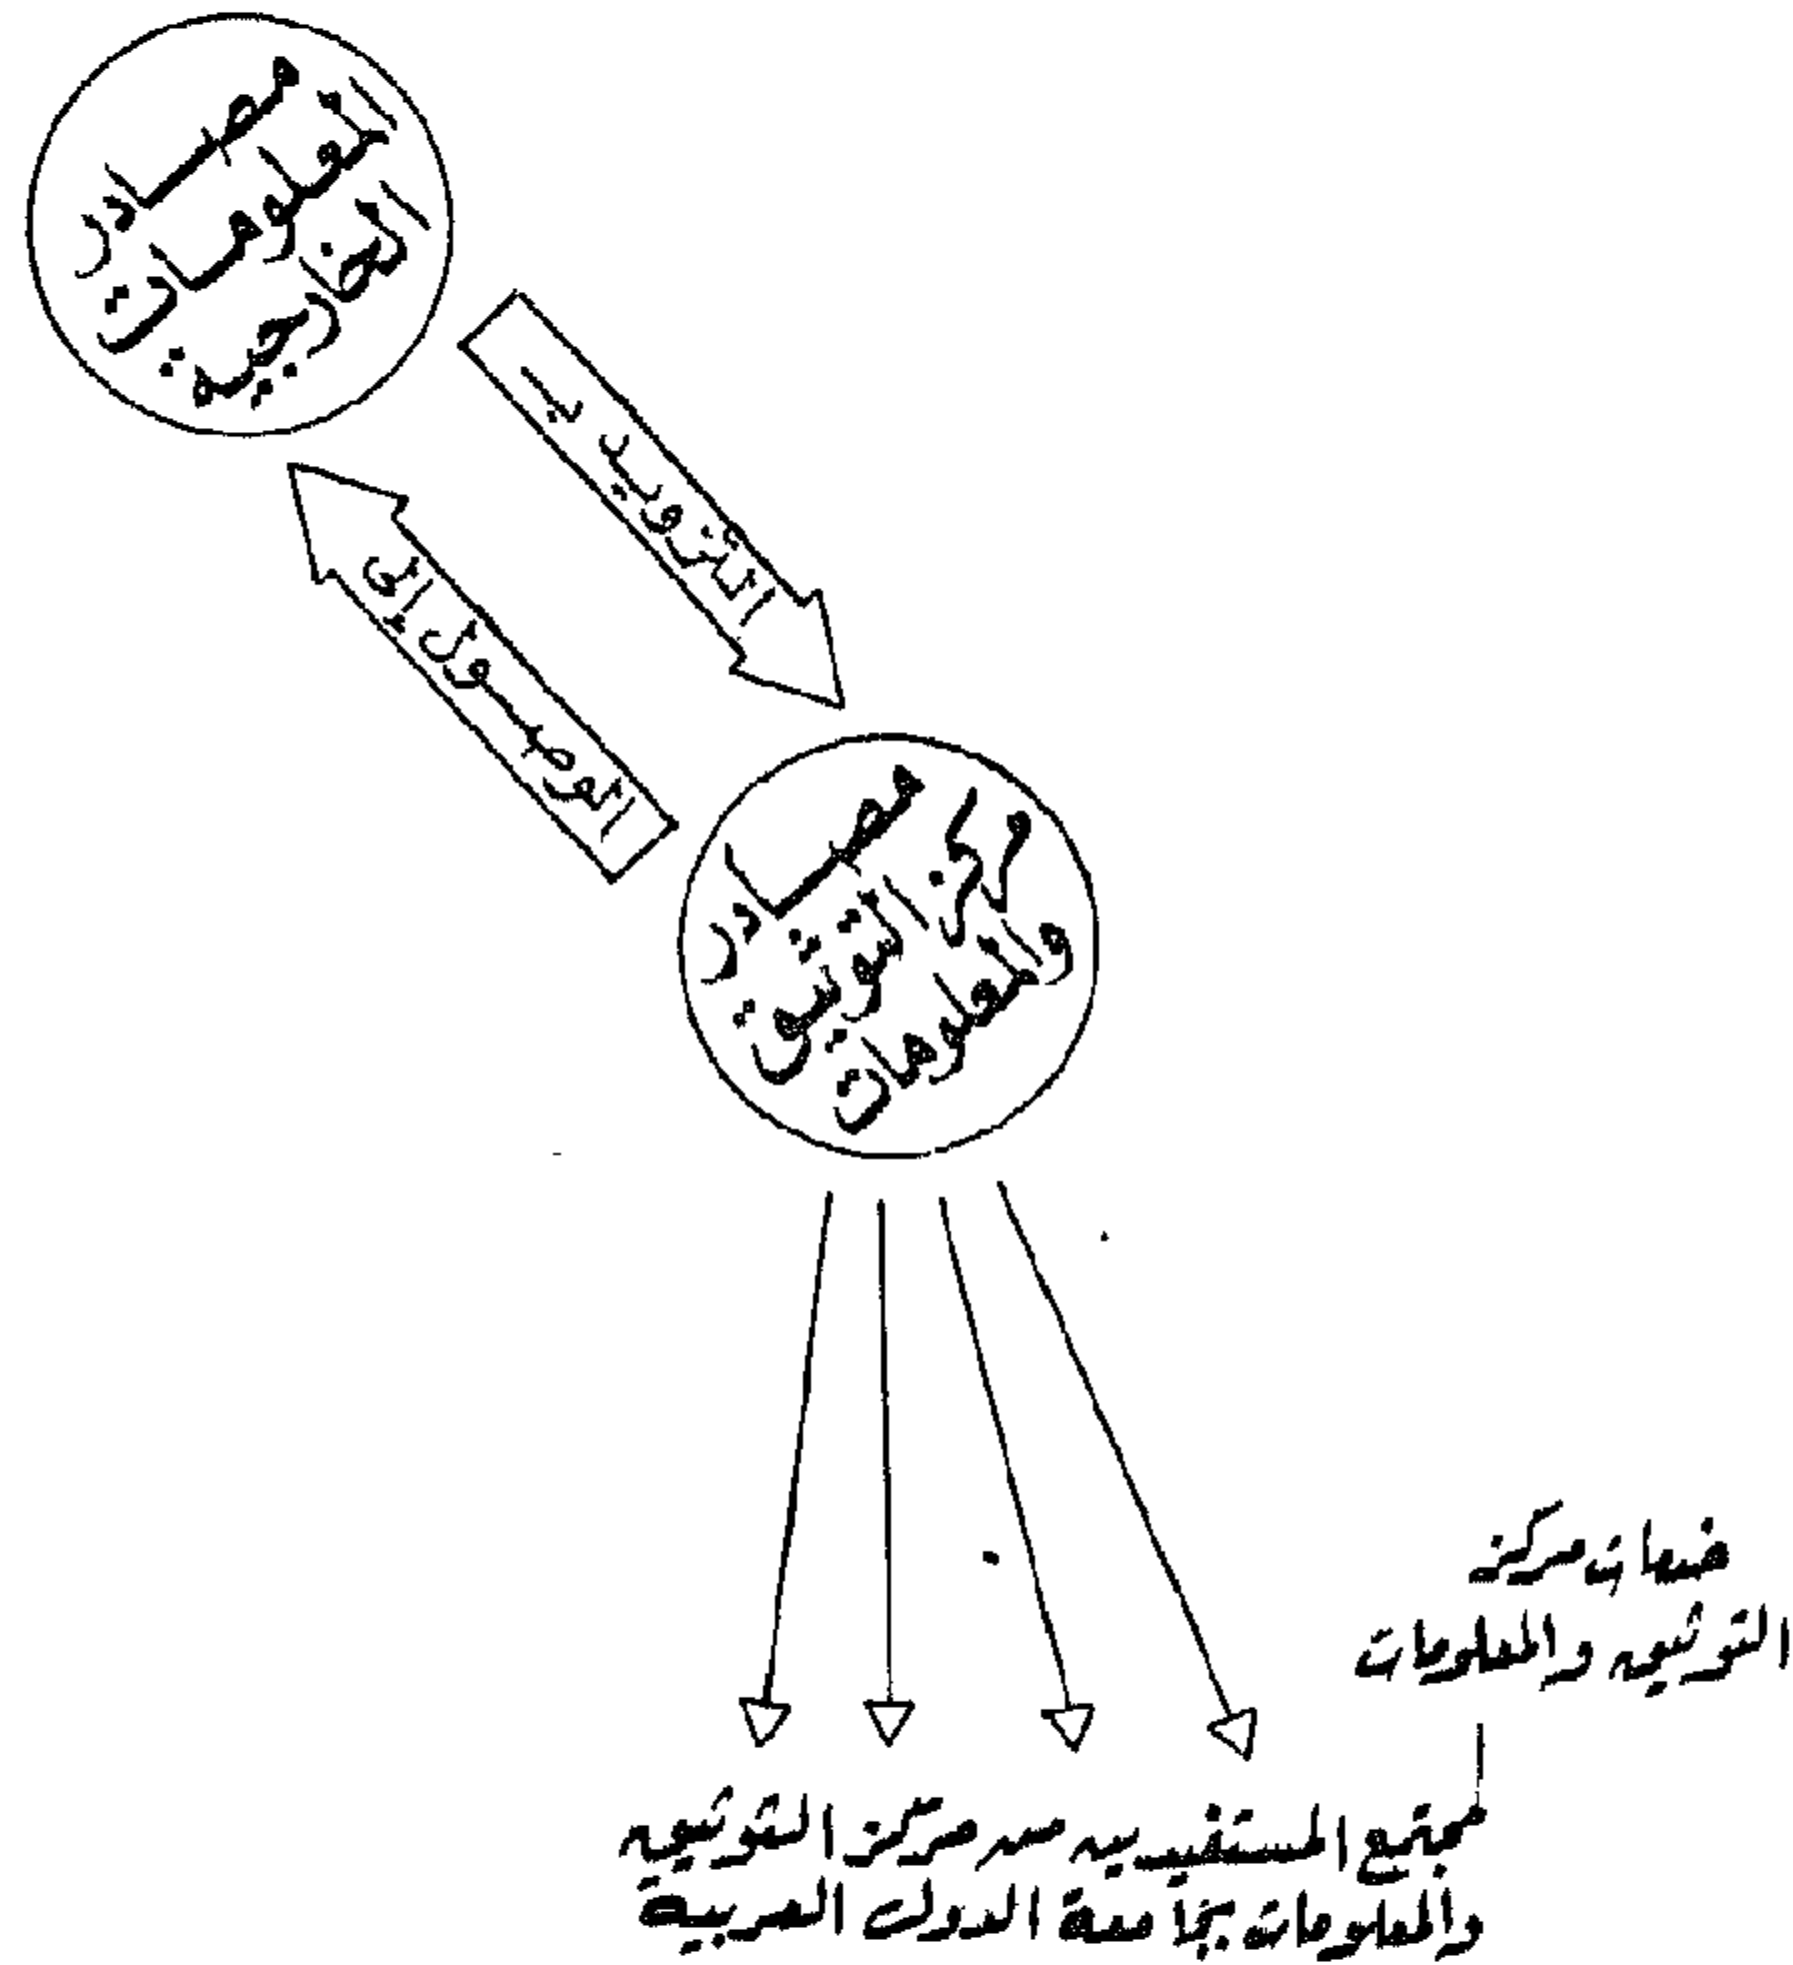 مصادر
المعلومات
الخارجية
التزويد بـ
الوصول إلى
مصادر
التوثيق
مركز
والمعلومات
خدمات مركز
التوثيق والمعلومات
مجتمع المستفيدين من مركز التوثيق
والمعلومات بجامعة الدول العربية